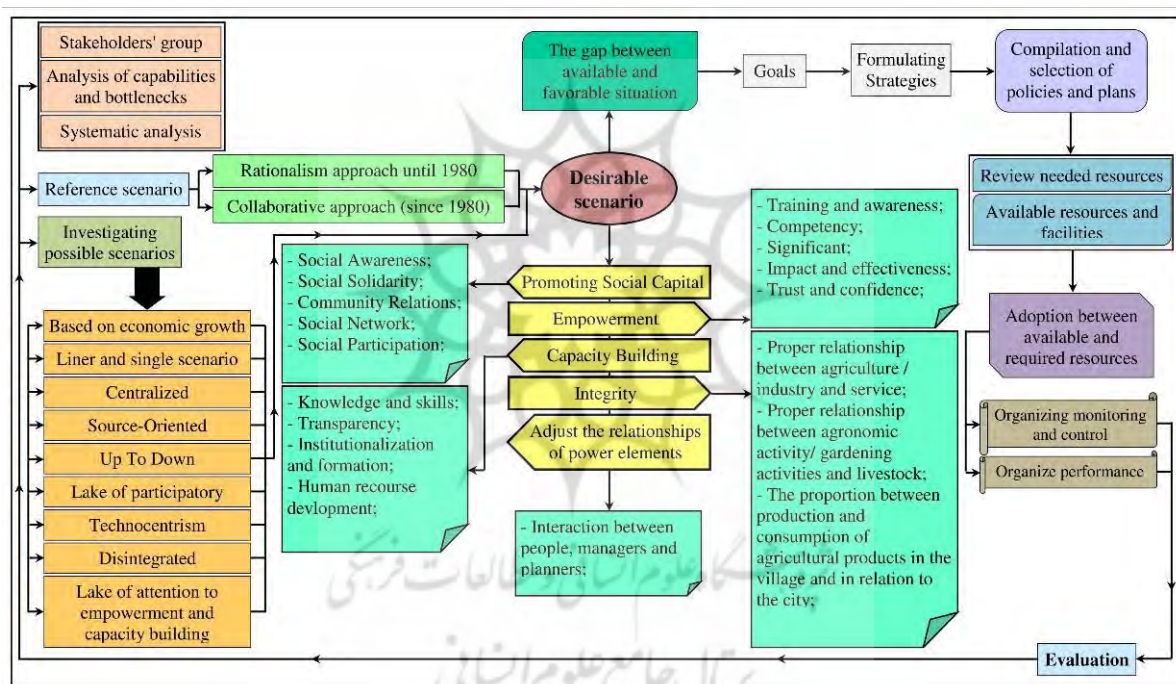 Stakeholders' group
Analysis of capabilities
and bottlenecks
Systematic analysis
Reference scenario
Rationalism approach until 1980
Collaborative approach (since 1980)
Investigating
possible scenarios
Based on economic growth
Liner and single scenario
Centralized
Source-Oriented
Up To Down
Lake of participatory
Technocentrism
Disintegrated
Lake of attention to
empowerment and
capacity building
The gap between
available and
favorable situation
Goals
Formulating
Strategies
Compilation and
selection of
policies and plans
Desirable
scenario
- Social Awareness;
- Social Solidarity;
- Community Relations;
- Social Network;
- Social Participation;
- Knowledge and skills;
- Transparency;
- Institutionalization
and formation;
- Human recourse
devlopment;
Promoting Social Capital
Empowerment
Capacity Building
Integrity
Adjust the relationships
of power elements
- Interaction between
people, managers and
planners;
- Training and awareness;
- Competency;
- Significant;
- Impact and effectiveness;
- Trust and confidence;
- Proper relationship
between agriculture /
industry and service;
- Proper relationship
between agronomic
activity/ gardening
activities and livestock;
- The proportion between
production and
consumption of
agricultural products in the
village and in relation to
the city;
Review needed resources
Available resources and
facilities
Adoption between
available and
required resources
Organizing monitoring
and control
Organize performance
Evaluation
پژوهشگاه علوم انسانی و مطالعات فرهنگی
پرتال جامع علوم انسانی